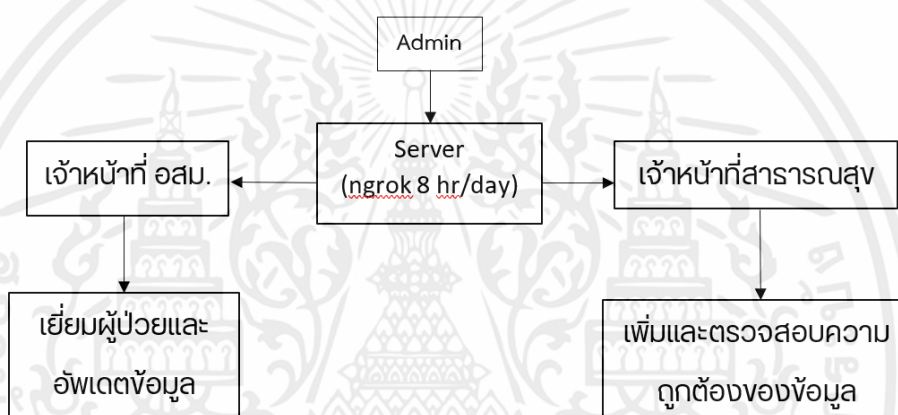 Admin
Server
(ngrok 8 hr/day)
เจ้าหน้าที่ อสม.
เจ้าหน้าที่สาธารณสุข
เยี่ยมผู้ป่วยและ
อัพเดตข้อมูล
เพิ่มและตรวจสอบความ
ถูกต้องของข้อมูล